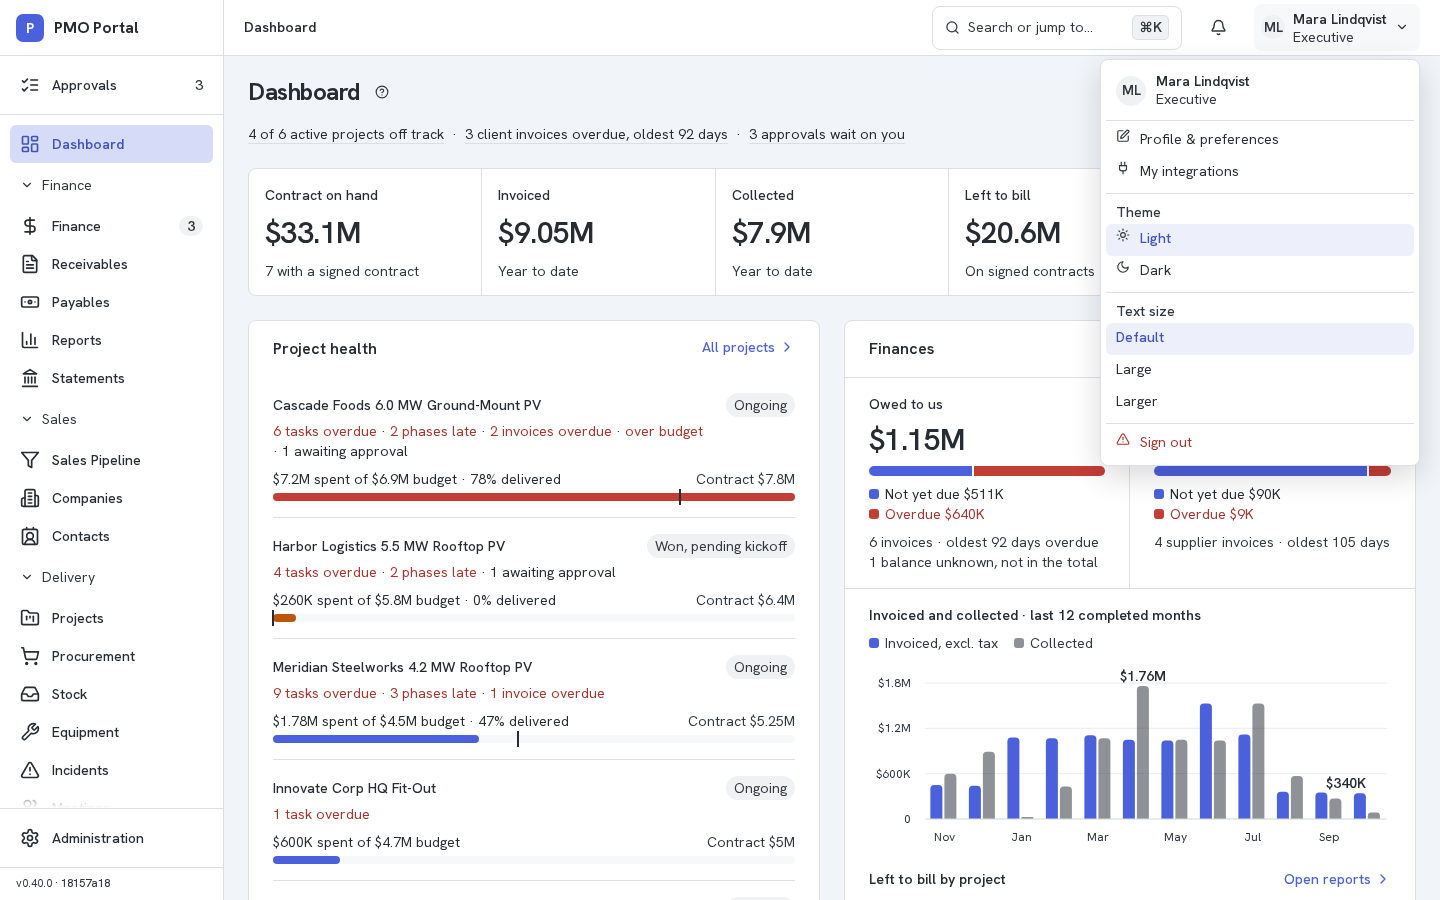 P PMO Portal
Approvals 3
Dashboard
Finance
Finance 3
Receivables
Payables
Reports
Statements
Sales
Sales Pipeline
Companies
Contacts
Delivery
Projects
Procurement
Stock
Equipment
Incidents
Meetings
Administration
v0.40.0 · 18157a18
Dashboard
Search or jump to... ⌘K
ML Mara Lindqvist
Executive
Dashboard
4 of 6 active projects off track · 3 client invoices overdue, oldest 92 days · 3 approvals wait on you
Contract on hand
$33.1M
7 with a signed contract
Invoiced
$9.05M
Year to date
Collected
$7.9M
Year to date
Left to bill
$20.6M
On signed contracts
ML Mara Lindqvist
Executive
Profile & preferences
My integrations
Theme
Light
Dark
Text size
Default
Large
Larger
Sign out
Project health
All projects
Cascade Foods 6.0 MW Ground-Mount PV Ongoing
6 tasks overdue · 2 phases late · 2 invoices overdue · over budget
· 1 awaiting approval
$7.2M spent of $6.9M budget · 78% delivered Contract $7.8M
Harbor Logistics 5.5 MW Rooftop PV Won, pending kickoff
4 tasks overdue · 2 phases late · 1 awaiting approval
$260K spent of $5.8M budget · 0% delivered Contract $6.4M
Meridian Steelworks 4.2 MW Rooftop PV Ongoing
9 tasks overdue · 3 phases late · 1 invoice overdue
$1.78M spent of $4.5M budget · 47% delivered Contract $5.25M
Innovate Corp HQ Fit-Out Ongoing
1 task overdue
$600K spent of $4.7M budget Contract $5M
Finances
Owed to us
$1.15M
Not yet due $511K
Overdue $640K
6 invoices · oldest 92 days overdue
1 balance unknown, not in the total
Not yet due $90K
Overdue $9K
4 supplier invoices · oldest 105 days
Invoiced and collected · last 12 completed months
Invoiced, excl. tax Collected
$1.8M
$1.2M
$600K
0
$1.76M
$340K
Nov Jan Mar May Jul Sep
Left to bill by project
Open reports